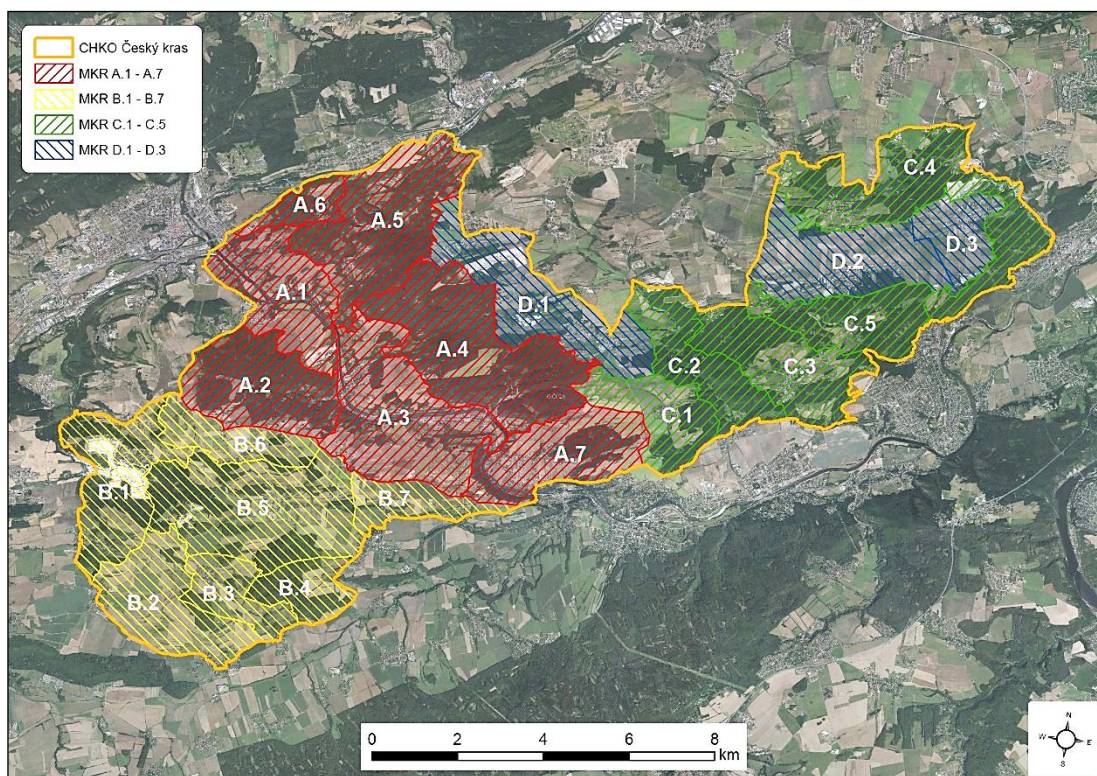 CHKO Český kras
MKR A.1 - A.7
MKR B.1 - B.7
MKR C.1 - C.5
MKR D.1 - D.3
C.4
A.6
A.5
D.3
D.2
A.1
D.1
C.5
A.4
C.2
C.3
A.2
A.3
C.1
B.6
A.7
B.1
B.5
B.7
B.4
B.2
B.3
0 2 4 6 8
km
N
W E
S